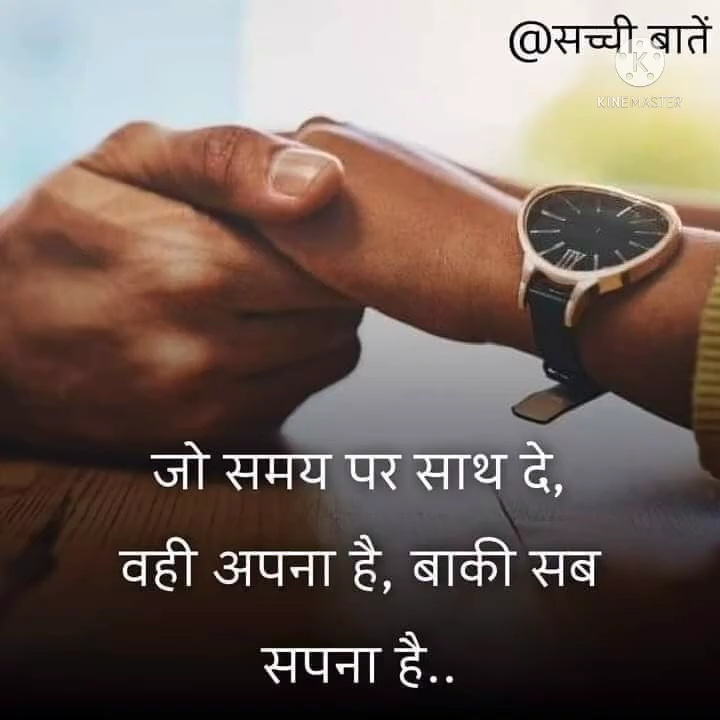 @सच्ची बातें
KINEMASTER
जो समय पर साथ दे,
वही अपना है, बाकी सब
सपना है..